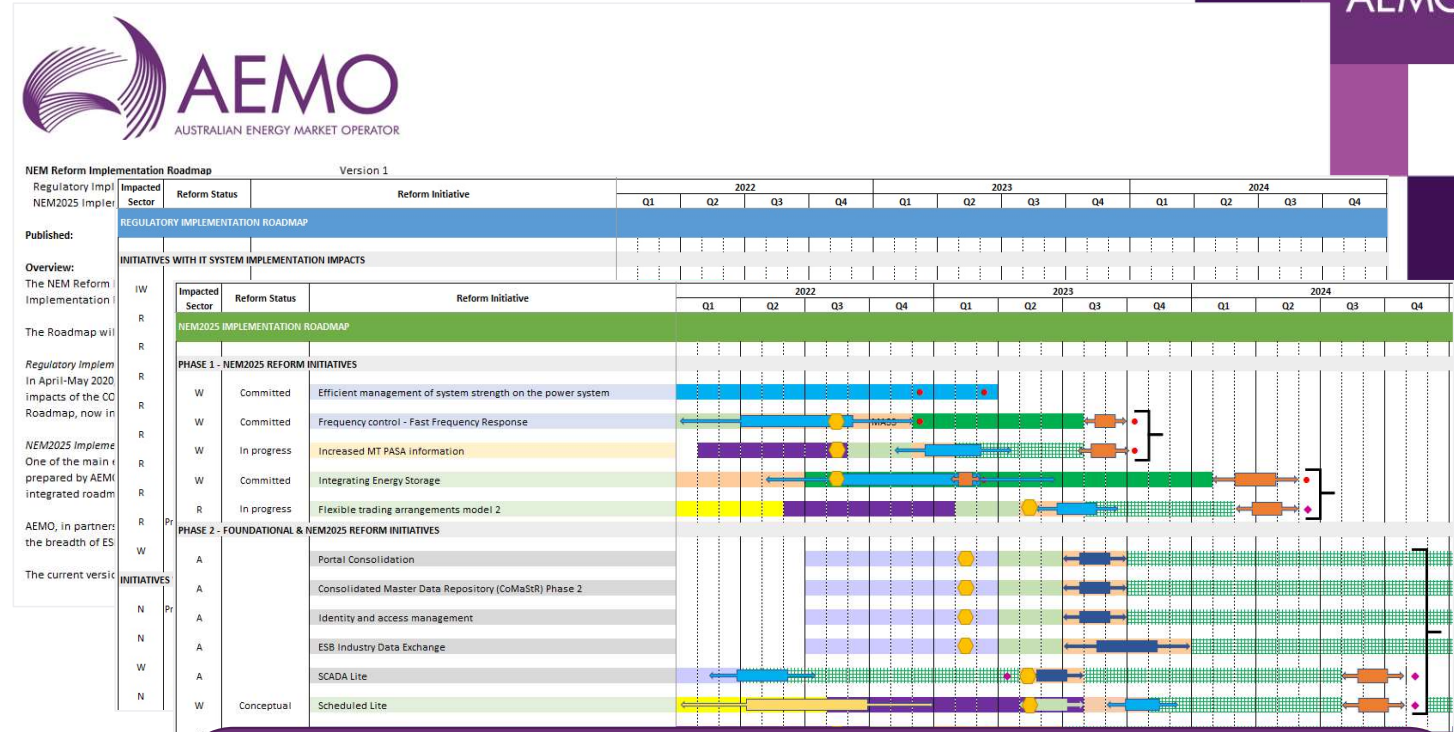 AEMO
AEMO
AUSTRALIAN ENERGY MARKET OPERATOR
NEM Reform Implementation Roadmap
Version 1
Regulatory Impl
NEM2025 Impler
Published:
Overview:
The NEM Reform
Implementation
The Roadmap wil
Regulatory Implem
In April-May 2020
impacts of the CO
Roadmap, now in
NEM2025 Impleme
One of the main
prepared by AEM
integrated roadm
AEMO, in partners
the breadth of ES
The current versic
Impacted Sector Reform Status Reform Initiative 2022 2023 2024
Q1 Q2 Q3 Q4 Q1 Q2 Q3 Q4 Q1 Q2 Q3 Q4
REGULATORY IMPLEMENTATION ROADMAP
INITIATIVES WITH IT SYSTEM IMPLEMENTATION IMPACTS
IW
R
R
R
R
R
R
R
R Pr
W
INITIATIVES
N Pr
N
W
N
Impacted Sector Reform Status Reform Initiative 2022 2023 2024
Q1 Q2 Q3 Q4 Q1 Q2 Q3 Q4 Q1 Q2 Q3 Q4
NEM2025 IMPLEMENTATION ROADMAP
PHASE 1 - NEM2025 REFORM INITIATIVES
W Committed Efficient management of system strength on the power system
W Committed Frequency control - Fast Frequency Response MASS
W In progress Increased MT PASA information
W Committed Integrating Energy Storage
R In progress Flexible trading arrangements model 2
PHASE 2 - FOUNDATIONAL & NEM2025 REFORM INITIATIVES
A Portal Consolidation
A Consolidated Master Data Repository (CoMaStR) Phase 2
A Identity and access management
A ESB Industry Data Exchange
A SCADA Lite
W Conceptual Scheduled Lite